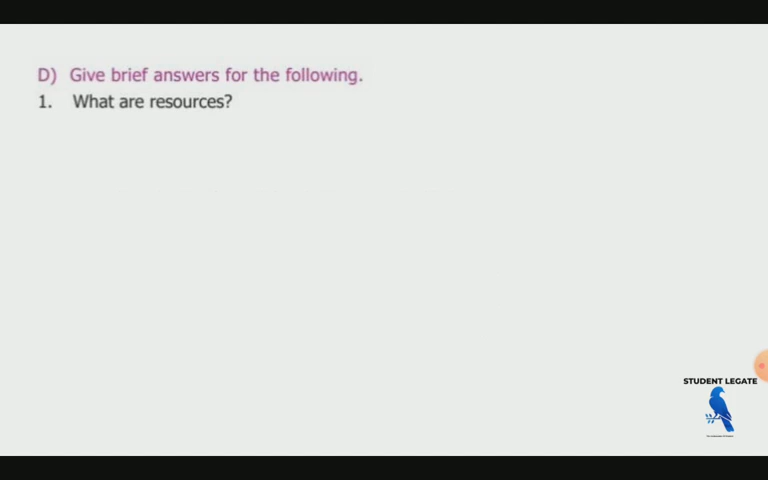 D) Give brief answers for the following.
1. What are resources?
STUDENT LEGATE